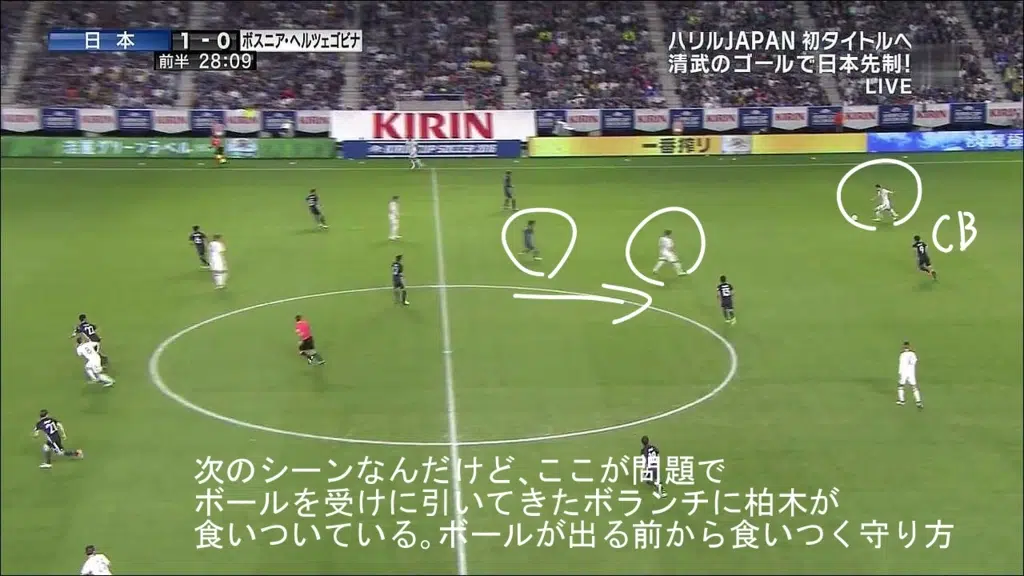 日本 1-0 ボスニア・ヘルツェゴビナ
前半 28:09
ハリルJAPAN 初タイトルへ
清武のゴールで日本先制!
LIVE
KIRIN
一番搾り
CB
15
22
21
次のシーンなんだけど、ここが問題で
ボールを受けに引いてきたボランチに柏木が
食いついている。ボールが出る前から食いつく守り方